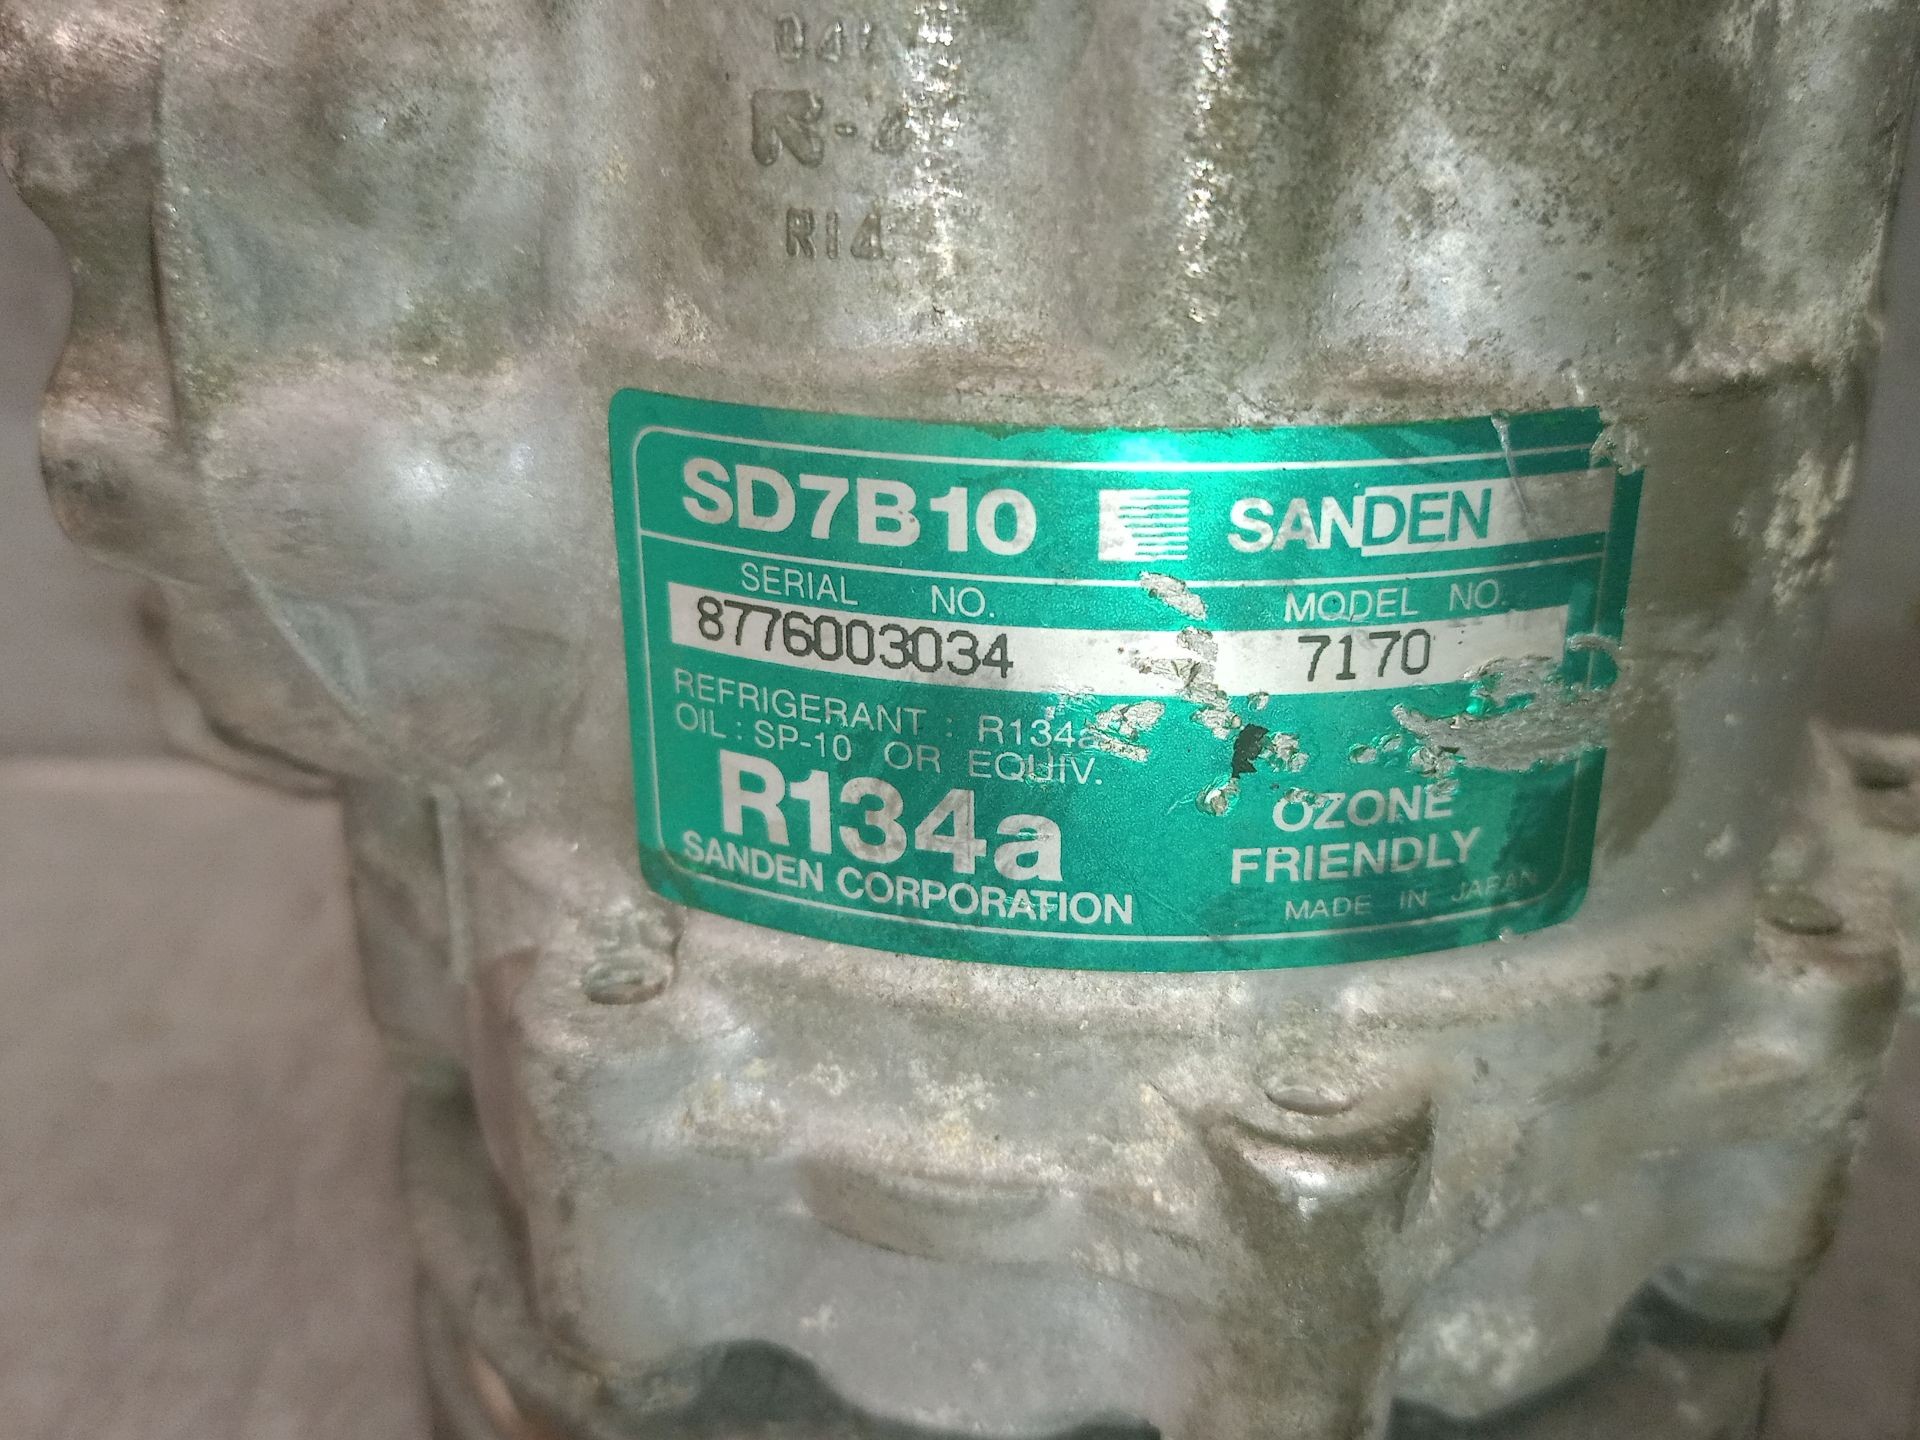 R14
SD7B10 SANDEN
SERIAL NO. MODEL NO.
8776003034 7170
REFRIGERANT : R134a
OIL : SP-10 OR EQUIV.
R134a OZONE
FRIENDLY
SANDEN CORPORATION MADE IN JAPAN